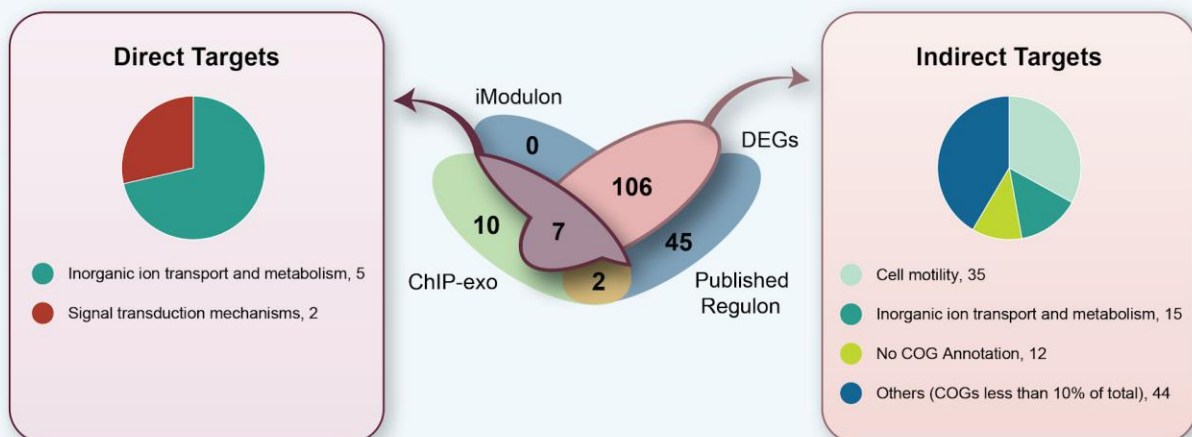 Direct Targets
Inorganic ion transport and metabolism, 5
Signal transduction mechanisms, 2
iModulon
DEGs
0
106
10
7
45
2
ChIP-exo
Published
Regulon
Indirect Targets
Cell motility, 35
Inorganic ion transport and metabolism, 15
No COG Annotation, 12
Others (COGs less than 10% of total), 44